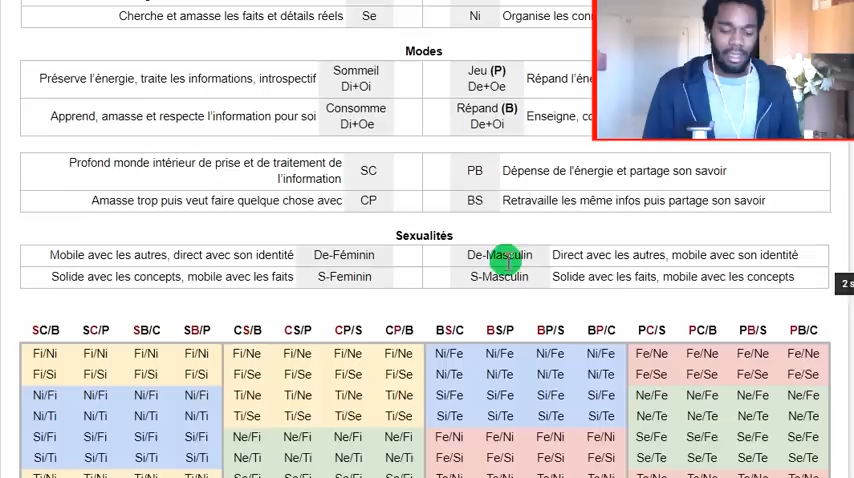 Cherche et amasse les faits et détails réels Se Ni Organise les con
Modes
Préserve l'énergie, traite les informations, introspectif Sommeil Di+Oi Jeu (P) De+Oe Répand l'éne
Apprend, amasse et respecte l'information pour soi Consomme Di+Oe Répand (B) De+Oi Enseigne, co
Profond monde intérieur de prise et de traitement de l'information SC PB Dépense de l'énergie et partage son savoir
Amasse trop puis veut faire quelque chose avec CP BS Retravaille les même infos puis partage son savoir
Sexualités
Mobile avec les autres, direct avec son identité De-Féminin De-Masculin Direct avec les autres, mobile avec son identité
Solide avec les concepts, mobile avec les faits S-Feminin S-Masculin Solide avec les faits, mobile avec les concepts
2 s
SC/B SC/P SB/C SB/P CS/B CS/P CP/S CP/B BS/C BS/P BP/S BP/C PC/S PC/B PB/S PB/C
Fi/Ni Fi/Ni Fi/Ni Fi/Ni Fi/Ne Fi/Ne Fi/Ne Fi/Ne Ni/Fe Ni/Fe Ni/Fe Ni/Fe Fe/Ne Fe/Ne Fe/Ne Fe/Ne
Fi/Si Fi/Si Fi/Si Fi/Si Fi/Se Fi/Se Fi/Se Fi/Se Ni/Te Ni/Te Ni/Te Ni/Te Fe/Se Fe/Se Fe/Se Fe/Se
Ni/Fi Ni/Fi Ni/Fi Ni/Fi Ti/Ne Ti/Ne Ti/Ne Ti/Ne Si/Fe Si/Fe Si/Fe Si/Fe Ne/Fe Ne/Fe Ne/Fe Ne/Fe
Ni/Ti Ni/Ti Ni/Ti Ni/Ti Ti/Se Ti/Se Ti/Se Ti/Se Si/Te Si/Te Si/Te Si/Te Ne/Te Ne/Te Ne/Te Ne/Te
Si/Fi Si/Fi Si/Fi Si/Fi Ne/Fi Ne/Fi Ne/Fi Ne/Fi Fe/Ni Fe/Ni Fe/Ni Fe/Ni Se/Fe Se/Fe Se/Fe Se/Fe
Si/Ti Si/Ti Si/Ti Si/Ti Ne/Ti Ne/Ti Ne/Ti Ne/Ti Fe/Si Fe/Si Fe/Si Fe/Si Se/Te Se/Te Se/Te Se/Te